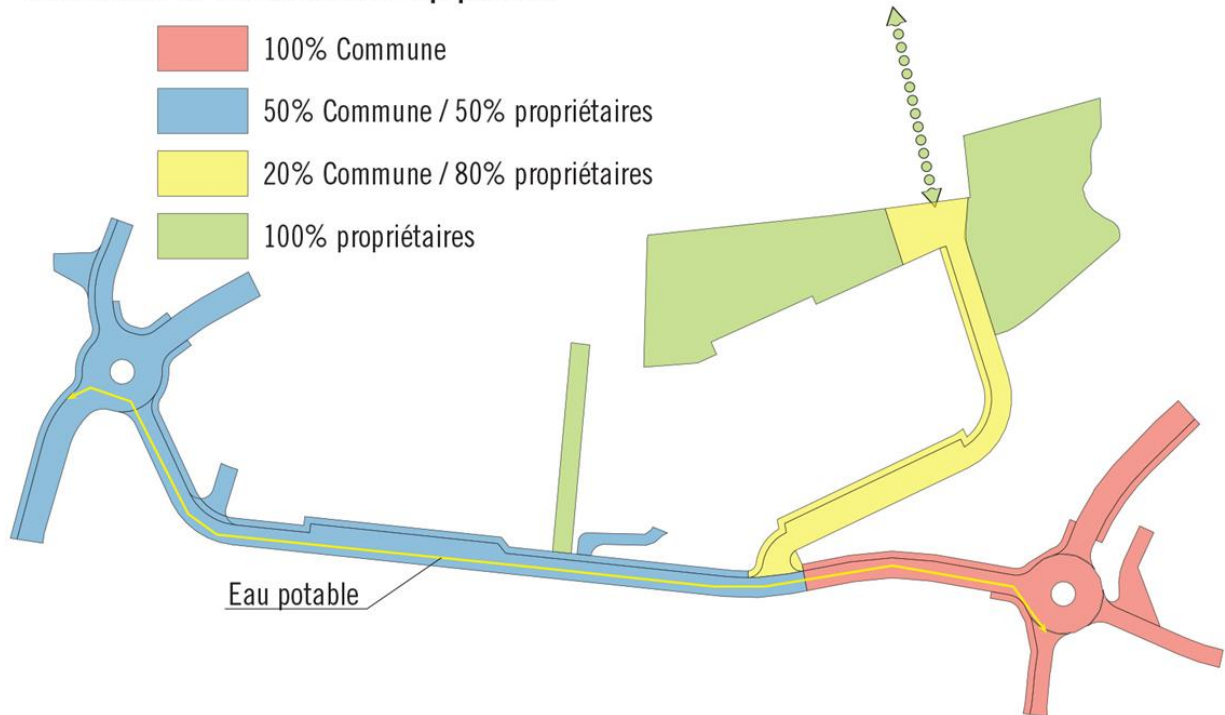 100% Commune
50% Commune / 50% propriétaires
20% Commune / 80% propriétaires
100% propriétaires
Eau potable